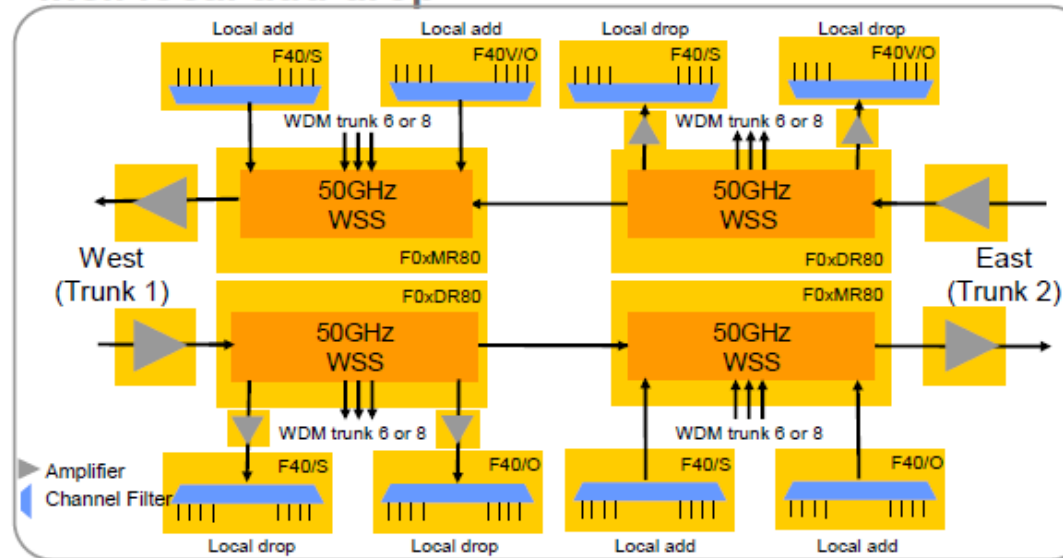 Local add
Local add
Local drop
Local drop
F40/S
F40V/O
F40/S
F40V/O
WDM trunk 6 or 8
WDM trunk 6 or 8
50GHz
WSS
50GHz
WSS
F0xMR80
F0xDR80
West
(Trunk 1)
East
(Trunk 2)
F0xDR80
F0xMR80
50GHz
WSS
50GHz
WSS
WDM trunk 6 or 8
WDM trunk 6 or 8
F40/S
F40/O
F40/S
F40/O
Amplifier
Channel Filter
Local drop
Local drop
Local add
Local add